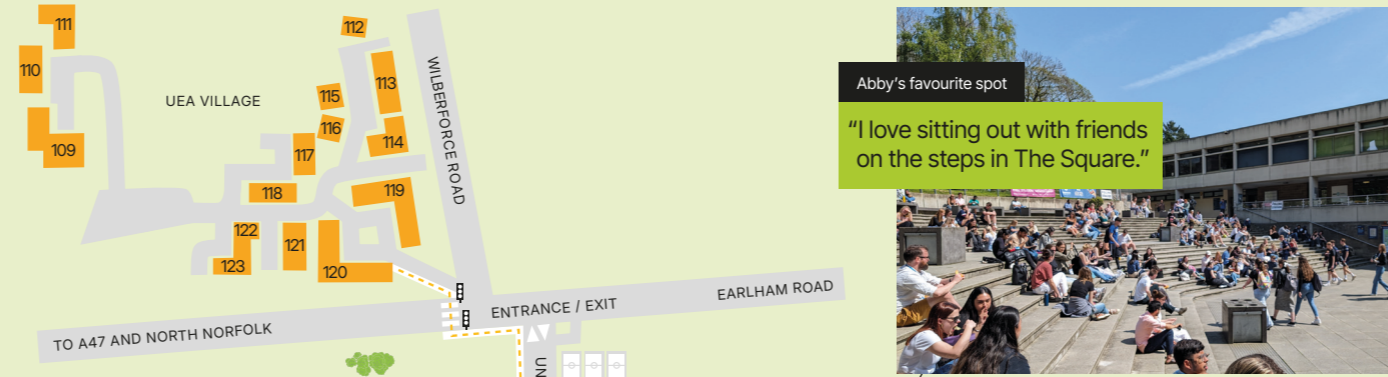 111
112
110
113
WILBERFORCE ROAD
115
UEA VILLAGE
116
114
109
117
118
119
122
121
123
120
ENTRANCE / EXIT
EARLHAM ROAD
TO A47 AND NORTH NORFOLK
UN
Abby's favourite spot
“I love sitting out with friends
on the steps in The Square.”